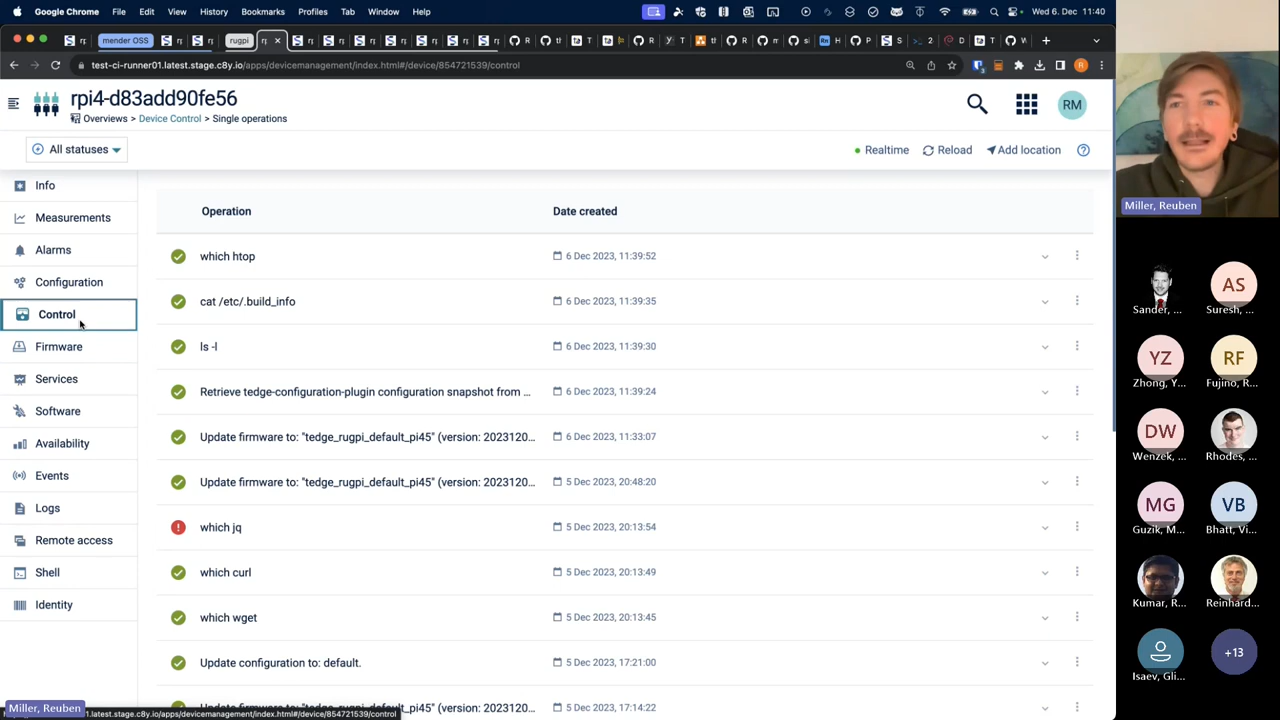 Google Chrome File Edit View History Bookmarks Profiles Tab Window Help Wed 6. Dec 11:40
mender OSS rugpi
test-ci-runner01.latest.stage.c8y.io/apps/devicemanagement/index.html#/device/854721539/control
rpi4-d83add90fe56
RM
Overviews > Device Control > Single operations
All statuses
Realtime Reload Add location
Info
Measurements
Alarms
Configuration
Control
Firmware
Services
Software
Availability
Events
Logs
Remote access
Shell
Identity
Operation Date created
which htop 6 Dec 2023, 11:39:52
cat /etc/.build_info 6 Dec 2023, 11:39:35
ls -l 6 Dec 2023, 11:39:30
Retrieve tedge-configuration-plugin configuration snapshot from ... 6 Dec 2023, 11:39:24
Update firmware to: "tedge_rugpi_default_pi45" (version: 2023120... 6 Dec 2023, 11:33:07
Update firmware to: "tedge_rugpi_default_pi45" (version: 2023120... 5 Dec 2023, 20:48:20
which jq 5 Dec 2023, 20:13:54
which curl 5 Dec 2023, 20:13:49
which wget 5 Dec 2023, 20:13:45
Update configuration to: default. 5 Dec 2023, 17:21:00
Update firmware to: "tedge_rugpi_default_pi45" (version: 2023120... 5 Dec 2023, 17:14:22
Miller, Reuben
1.latest.stage.c8y.io/apps/devicemanagement/index.html#/device/854721539/control
Miller, Reuben
AS
Sander, ... Suresh, ...
YZ RF
Zhong, Y... Fujino, R...
DW
Wenzek, ... Rhodes, ...
MG VB
Guzik, M... Bhatt, Vi...
Kumar, R... Reinhard...
+13
Isaev, Gli...